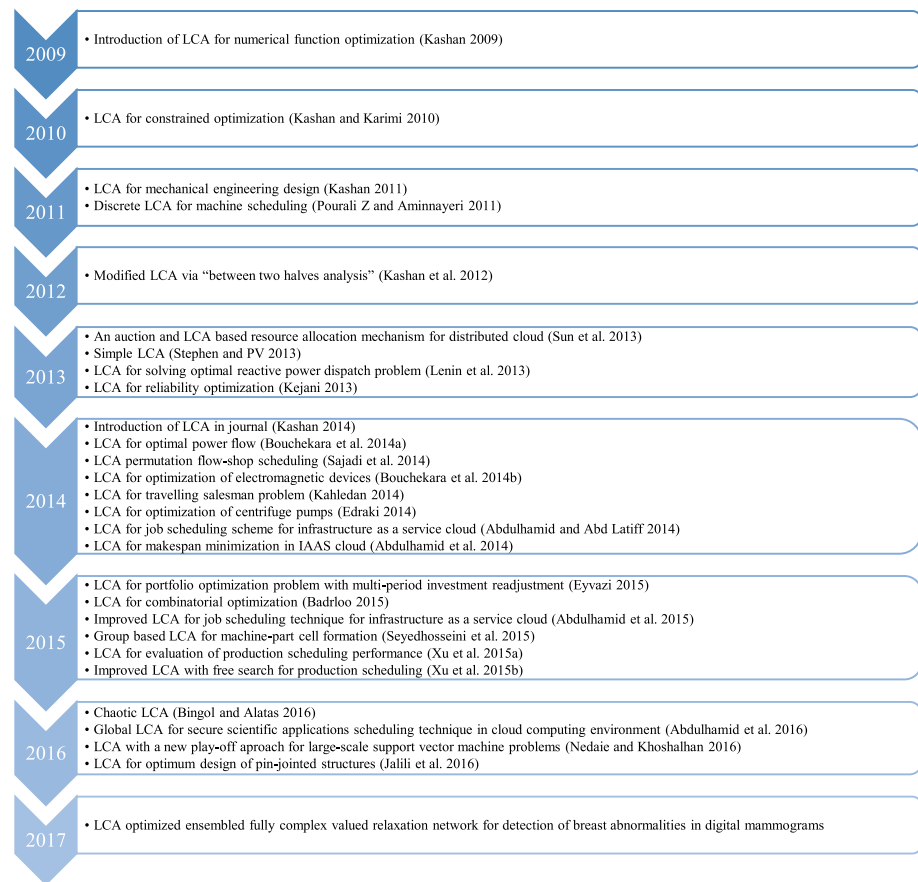 2009
• Introduction of LCA for numerical function optimization (Kashan 2009)
2010
• LCA for constrained optimization (Kashan and Karimi 2010)
2011
• LCA for mechanical engineering design (Kashan 2011)
• Discrete LCA for machine scheduling (Pourali Z and Aminnayeri 2011)
2012
• Modified LCA via “between two halves analysis” (Kashan et al. 2012)
2013
• An auction and LCA based resource allocation mechanism for distributed cloud (Sun et al. 2013)
• Simple LCA (Stephen and PV 2013)
• LCA for solving optimal reactive power dispatch problem (Lenin et al. 2013)
• LCA for reliability optimization (Kejani 2013)
2014
• Introduction of LCA in journal (Kashan 2014)
• LCA for optimal power flow (Bouchekara et al. 2014a)
• LCA permutation flow-shop scheduling (Sajadi et al. 2014)
• LCA for optimization of electromagnetic devices (Bouchekara et al. 2014b)
• LCA for travelling salesman problem (Kahledan 2014)
• LCA for optimization of centrifuge pumps (Edraki 2014)
• LCA for job scheduling scheme for infrastructure as a service cloud (Abdulhamid and Abd Latiff 2014)
• LCA for makespan minimization in IAAS cloud (Abdulhamid et al. 2014)
2015
• LCA for portfolio optimization problem with multi-period investment readjustment (Eyvazi 2015)
• LCA for combinatorial optimization (Badrloo 2015)
• Improved LCA for job scheduling technique for infrastructure as a service cloud (Abdulhamid et al. 2015)
• Group based LCA for machine-part cell formation (Seyedhosseini et al. 2015)
• LCA for evaluation of production scheduling performance (Xu et al. 2015a)
• Improved LCA with free search for production scheduling (Xu et al. 2015b)
2016
• Chaotic LCA (Bingol and Alatas 2016)
• Global LCA for secure scientific applications scheduling technique in cloud computing environment (Abdulhamid et al. 2016)
• LCA with a new play-off aproach for large-scale support vector machine problems (Nedaie and Khoshalhan 2016)
• LCA for optimum design of pin-jointed structures (Jalili et al. 2016)
2017
• LCA optimized ensembled fully complex valued relaxation network for detection of breast abnormalities in digital mammograms